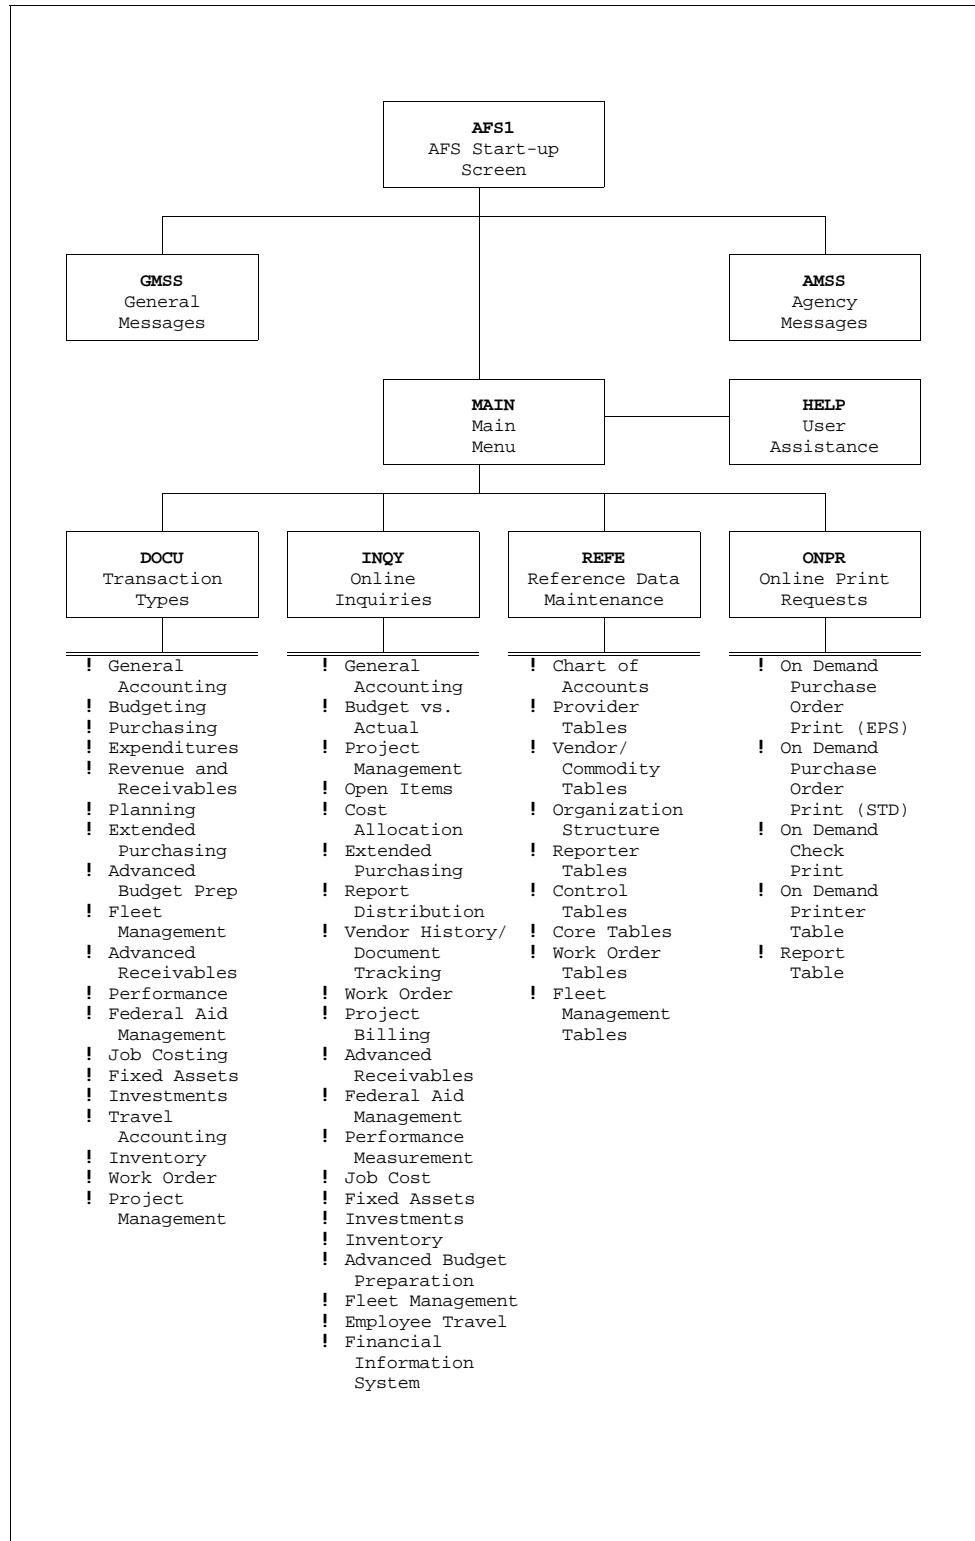 AFS1
AFS Start-up
Screen
GMSS
General
Messages
AMSS
Agency
Messages
MAIN
Main
Menu
HELP
User
Assistance
DOCU
Transaction
Types
INQY
Online
Inquiries
REFE
Reference Data
Maintenance
ONPR
Online Print
Requests
! General
Accounting
! Budgeting
! Purchasing
! Expenditures
! Revenue and
Receivables
! Planning
! Extended
Purchasing
! Advanced
Budget Prep
! Fleet
Management
! Advanced
Receivables
! Performance
! Federal Aid
Management
! Job Costing
! Fixed Assets
! Investments
! Travel
Accounting
! Inventory
! Work Order
! Project
Management
! General
Accounting
! Budget vs.
Actual
! Project
Management
! Open Items
! Cost
Allocation
! Extended
Purchasing
! Report
Distribution
! Vendor History/
Document
Tracking
! Work Order
! Project
Billing
! Advanced
Receivables
! Federal Aid
Management
! Performance
Measurement
! Job Cost
! Fixed Assets
! Investments
! Inventory
! Advanced Budget
Preparation
! Fleet Management
! Employee Travel
! Financial
Information
System
! Chart of
Accounts
! Provider
Tables
! Vendor/
Commodity
Tables
! Organization
Structure
! Reporter
Tables
! Control
Tables
! Core Tables
! Work Order
Tables
! Fleet
Management
Tables
! On Demand
Purchase
Order
Print (EPS)
! On Demand
Purchase
Order
Print (STD)
! On Demand
Check
Print
! On Demand
Printer
Table
! Report
Table